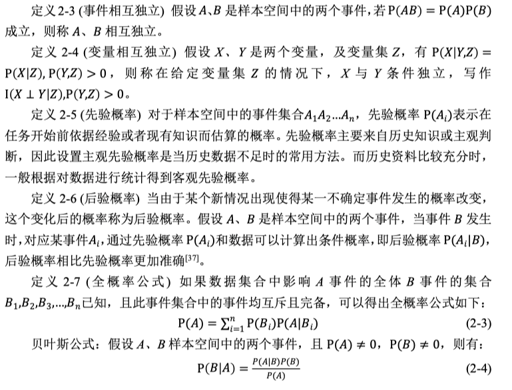 定义2-3 (事件相互独立) 假设A、B 是样本空间中的两个事件,若P(AB) = P(A)P(B)
成立，则称 A、B 相互独立。
定义 2-4 (变量相互独立) 假设 X、Y 是两个变量，及变量集 Z，有 P(X|Y,Z) =
P(X|Z), P(Y,Z) > 0，则称在给定变量集 Z 的情况下，X 与 Y 条件独立，写作
I(X ⊥ Y|Z),P(Y,Z) > 0。
定义 2-5 (先验概率) 对于样本空间中的事件集合A₁A₂...Aₙ，先验概率 P(Aᵢ)表示在
任务开始前依据经验或者现有知识而估算的概率。先验概率主要来自历史知识或主观判
断，因此设置主观先验概率是当历史数据不足时的常用方法。而历史资料比较充分时，
一般根据对数据进行统计得到客观先验概率。
定义 2-6 (后验概率) 当由于某个新情况出现使得某一不确定事件发生的概率改变，
这个变化后的概率称为后验概率。假设 A、B 是样本空间中的两个事件，当事件 B 发生
时，对应某事件Aᵢ，通过先验概率 P(Aᵢ)和数据可以计算出条件概率，即后验概率 P(Aᵢ|B)，
后验概率相比先验概率更加准确[37]。
定义 2-7 (全概率公式) 如果数据集合中影响 A 事件的全体 B 事件的集合
B₁,B₂,B₃,...,Bₙ已知，且此事件集合中的事件均互斥且完备，可以得出全概率公式如下：
P(A) = ∑ⁿᵢ₌₁ P(Bᵢ)P(A|Bᵢ) (2-3)
贝叶斯公式：假设 A、B 样本空间中的两个事件，且 P(A) ≠ 0，P(B) ≠ 0，则有：
P(B|A) = P(A|B)P(B)/P(A) (2-4)